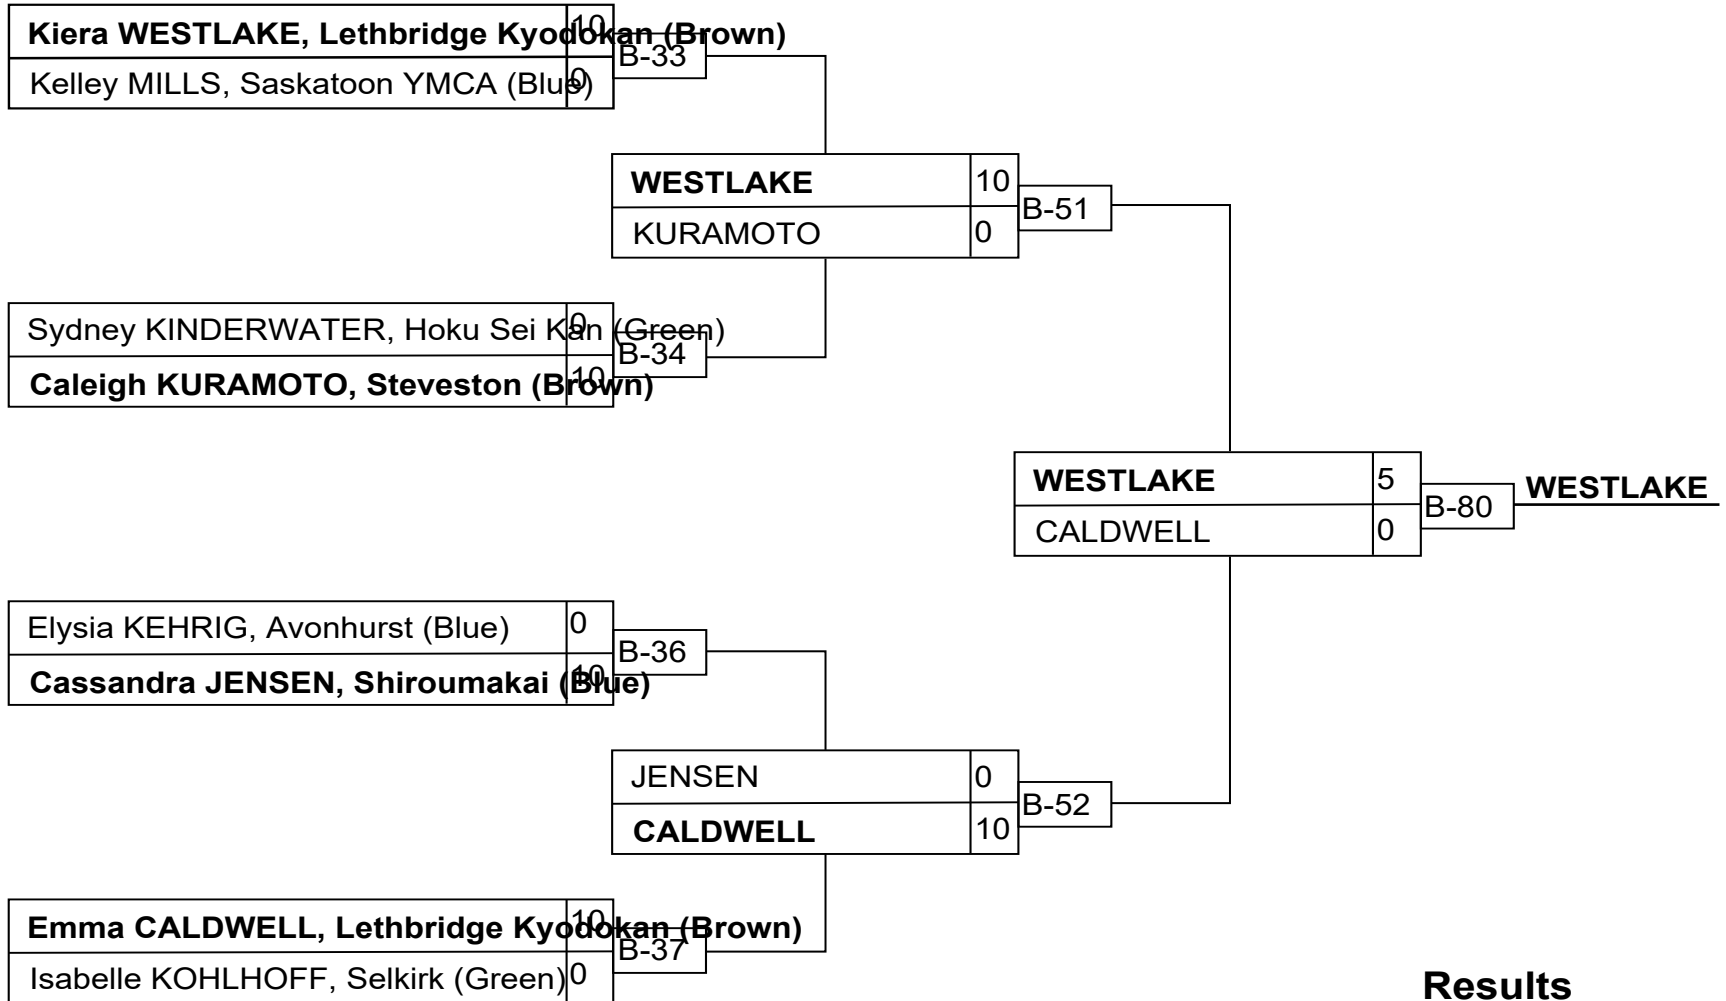 Kiera WESTLAKE, Lethbridge Kyodokan (Brown) 10
B-33
Kelley MILLS, Saskatoon YMCA (Blue) 0
WESTLAKE 10
B-51
KURAMOTO 0
Sydney KINDERWATER, Hoku Sei Kan (Green) 0
B-34
Caleigh KURAMOTO, Steveston (Brown) 10
WESTLAKE 5
B-80 WESTLAKE
CALDWELL 0
Elysia KEHRIG, Avonhurst (Blue) 0
B-36
Cassandra JENSEN, Shiroumakai (Blue) 10
JENSEN 0
B-52
CALDWELL 10
Emma CALDWELL, Lethbridge Kyodokan (Brown) 10
B-37
Isabelle KOHLHOFF, Selkirk (Green) 0
Results